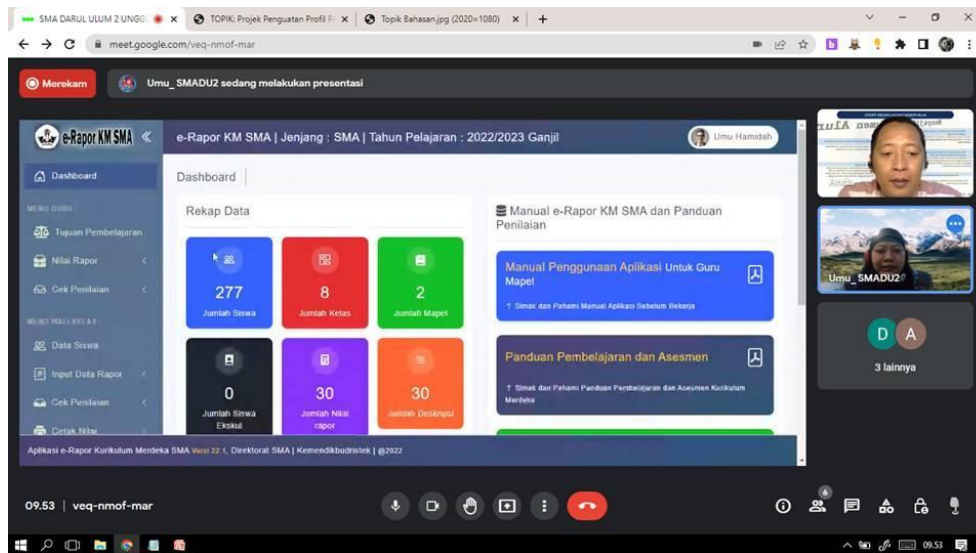 SMA DARUL ULUM 2 UNGG
TOPIK: Projek Penguatan Profil P
Topik Bahasan.jpg (2020×1080)
meet.google.com/veq-nmof-mar
Merekam
Umu_ SMADU2 sedang melakukan presentasi
e-Rapor KM SMA
e-Rapor KM SMA | Jenjang : SMA | Tahun Pelajaran : 2022/2023 Ganjil
Umu Hamidah
Dashboard
Dashboard
MENU GURU
Tujuan Pembelajaran
Nilai Rapor
Cek Penilaian
MENU WALI KELAS
Data Siswa
Input Data Rapor
Cek Penilaian
Cetak Nilai
Rekap Data
277
Jumlah Siswa
8
Jumlah Kelas
2
Jumlah Mapel
0
Jumlah Siswa
Ekskul
30
Jumlah Nilai
rapor
30
Jumlah Deskripsi
Manual e-Rapor KM SMA dan Panduan
Penilaian
Manual Penggunaan Aplikasi Untuk Guru
Mapel
Simak dan Pahami Manual Aplikasi Sebelum Bekerja
Panduan Pembelajaran dan Asesmen
Simak dan Pahami Panduan Pembelajaran dan Asesmen Kurikulum
Merdeka
Aplikasi e-Rapor Kurikulum Merdeka SMA Versi 22.1, Direktorat SMA | Kemendikbudristek | @2022
Umu_SMADU2
D
A
3 lainnya
09.53 | veq-nmof-mar
6
09.53